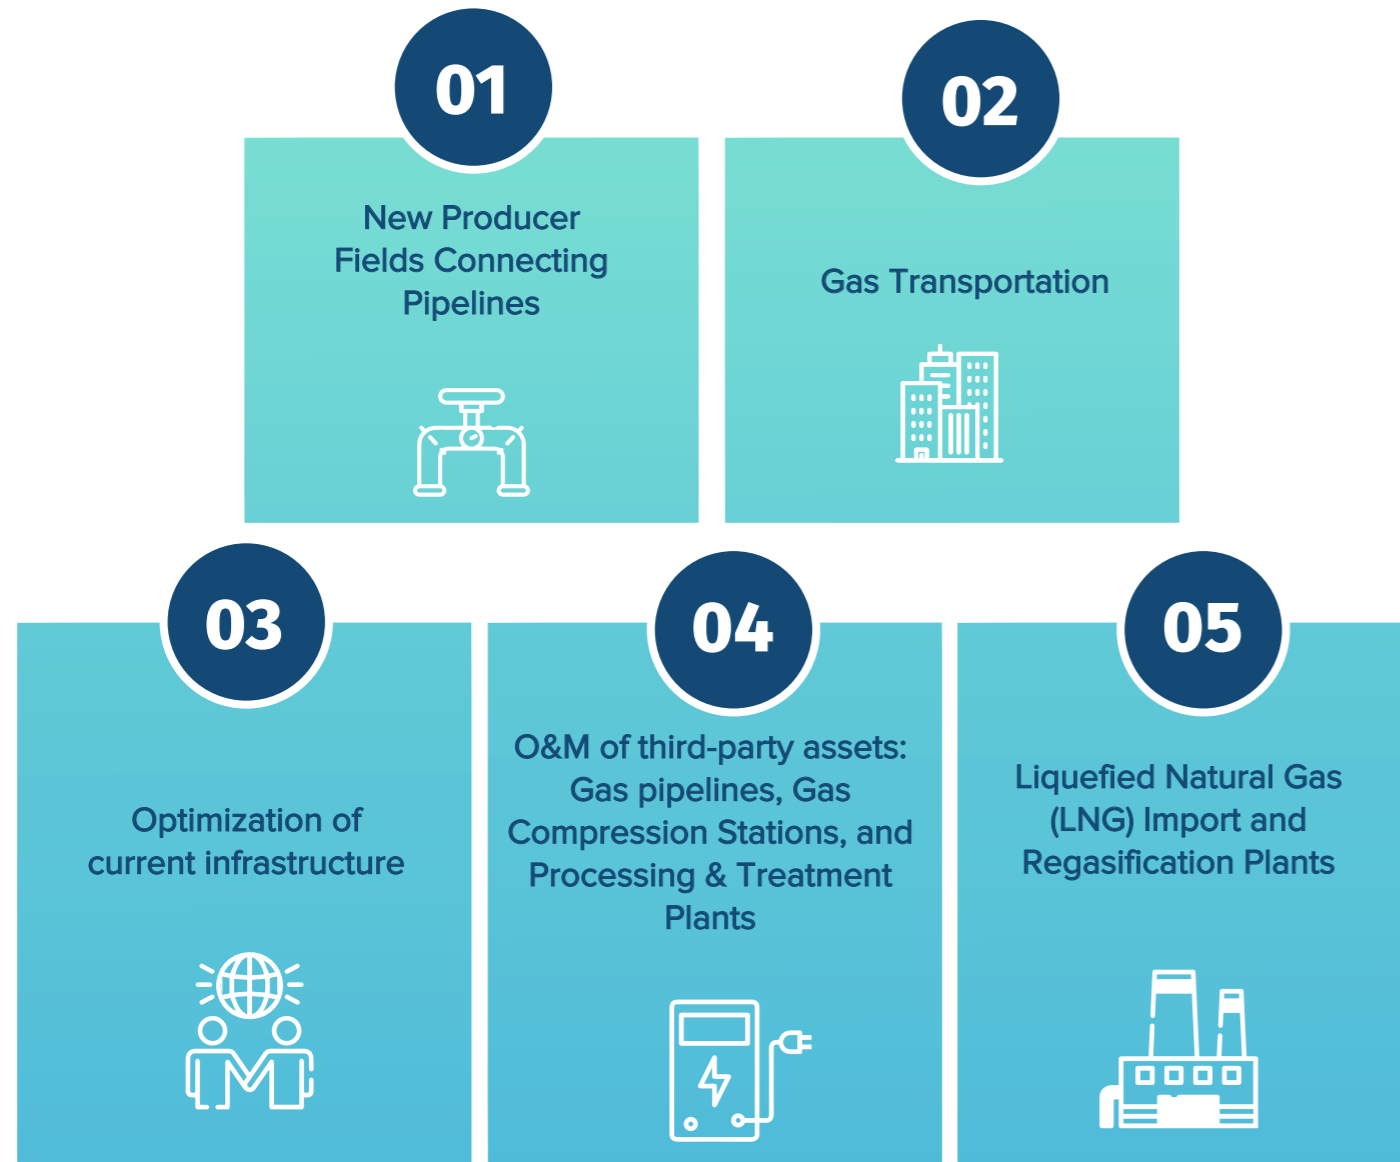 01
New Producer
Fields Connecting
Pipelines
02
Gas Transportation
03
Optimization of
current infrastructure
04
O&M of third-party assets:
Gas pipelines, Gas
Compression Stations, and
Processing & Treatment
Plants
05
Liquefied Natural Gas
(LNG) Import and
Regasification Plants